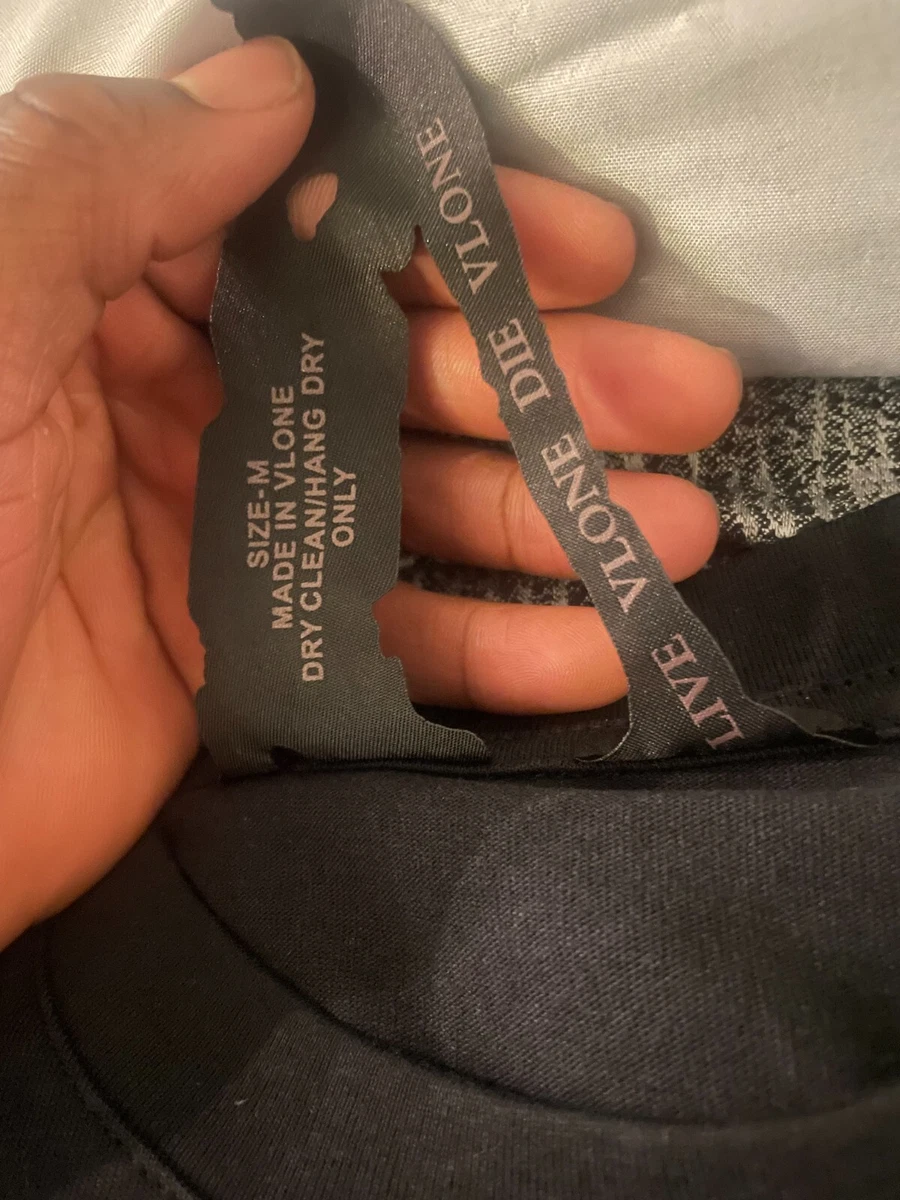 SIZE-M
MADE IN VLONE
DRY CLEAN/HANG DRY
ONLY
LIVE VLONE DIE VLONE